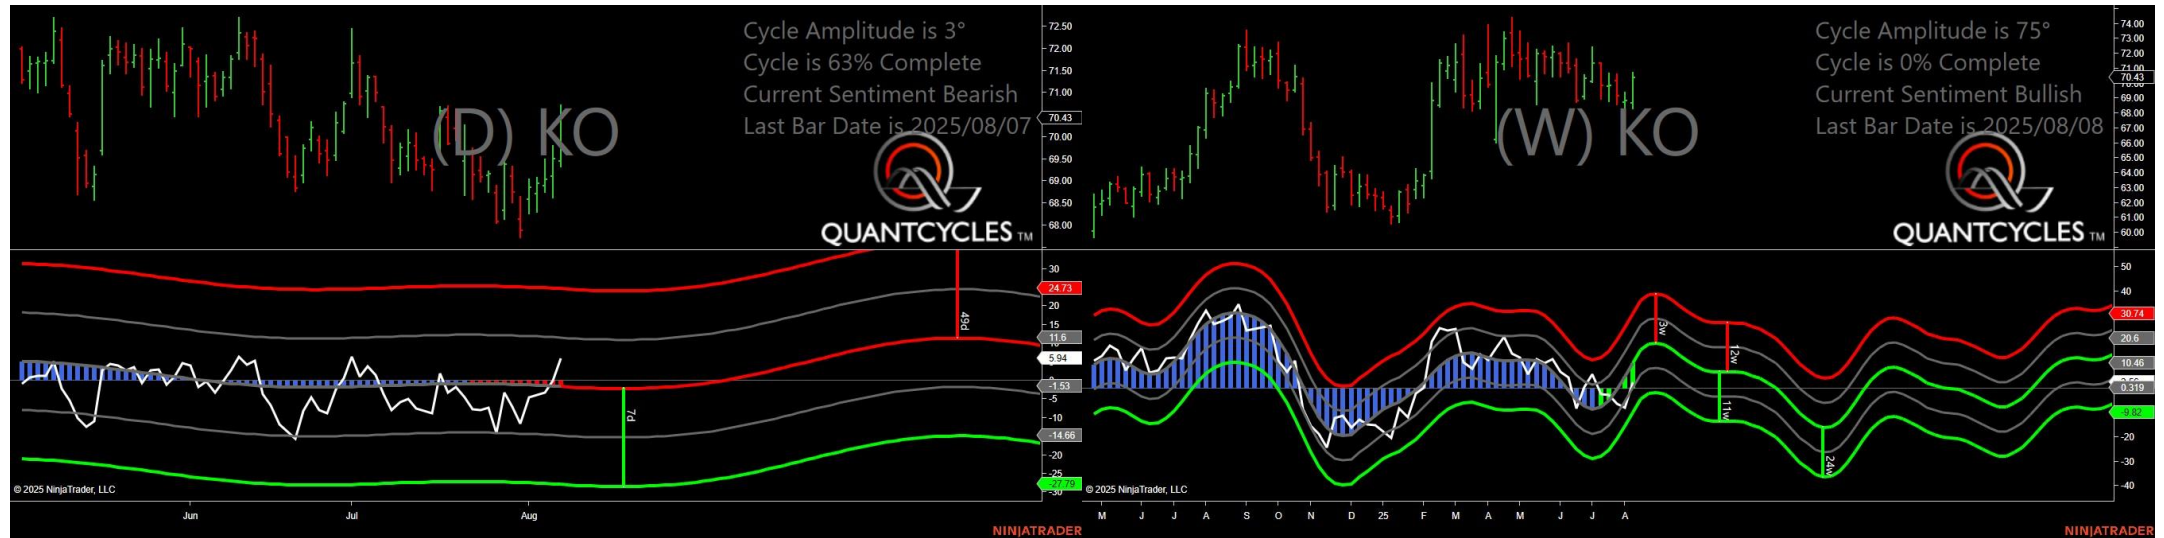 Cycle Amplitude is 3°
Cycle is 63% Complete
Current Sentiment Bearish
Last Bar Date is 2025/08/07
(D) KO
QUANTCYCLES TM
72.50
72.00
71.50
71.00
70.43
70.00
69.50
69.00
68.50
68.00
30
24.73
20
15
11.6
5.94
-1.53
-5
-10
-14.66
-20
-25
-27.79
-30
49d
7d
© 2025 NinjaTrader, LLC
Jun
Jul
Aug
NINJATRADER
Cycle Amplitude is 75°
Cycle is 0% Complete
Current Sentiment Bullish
Last Bar Date is 2025/08/08
(W) KO
QUANTCYCLES TM
74.00
73.00
72.00
71.00
70.43
69.00
68.00
67.00
66.00
65.00
64.00
63.00
62.00
61.00
60.00
50
40
30.74
20.6
10.46
0.319
-9.82
-20
-30
-40
3w
12w
11w
24w
© 2025 NinjaTrader, LLC
M J J A S O N D 25 F M A M J J A
NINJATRADER